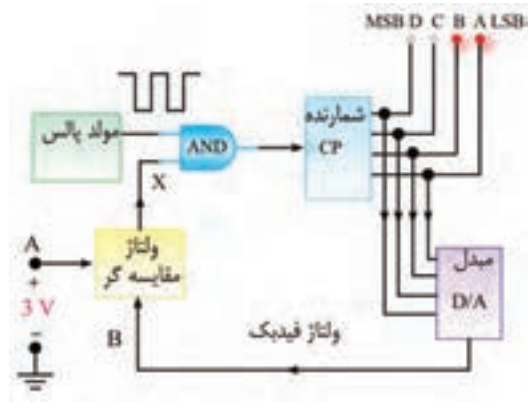 MSB D C B A LSB
مولد پالس
AND
شمارنده
CP
X
A
+
3 V
−
ولتاژ
مقایسه گر
B
ولتاژ فیدبک
مبدل
D/A